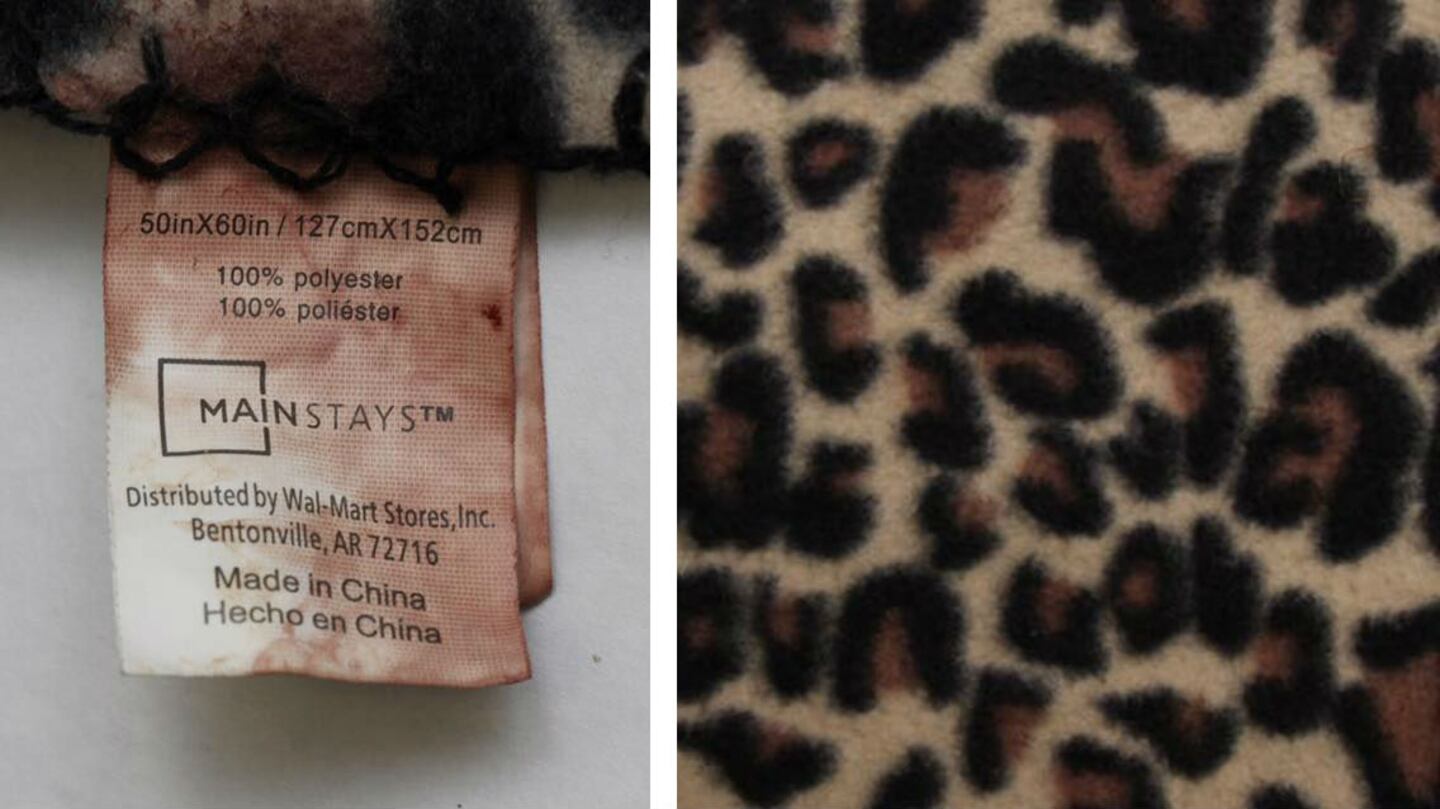 50inX60in / 127cmX152cm
100% polyester
100% poliéster
MAINSTAYS™
Distributed by Wal-Mart Stores,Inc.
Bentonville, AR 72716
Made in China
Hecho en China